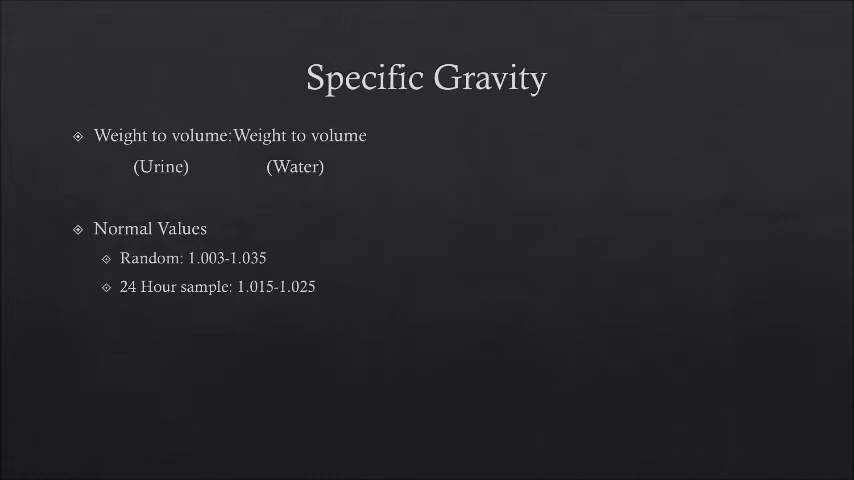 Specific Gravity
Weight to volume:Weight to volume
(Urine) (Water)
Normal Values
Random: 1.003-1.035
24 Hour sample: 1.015-1.025